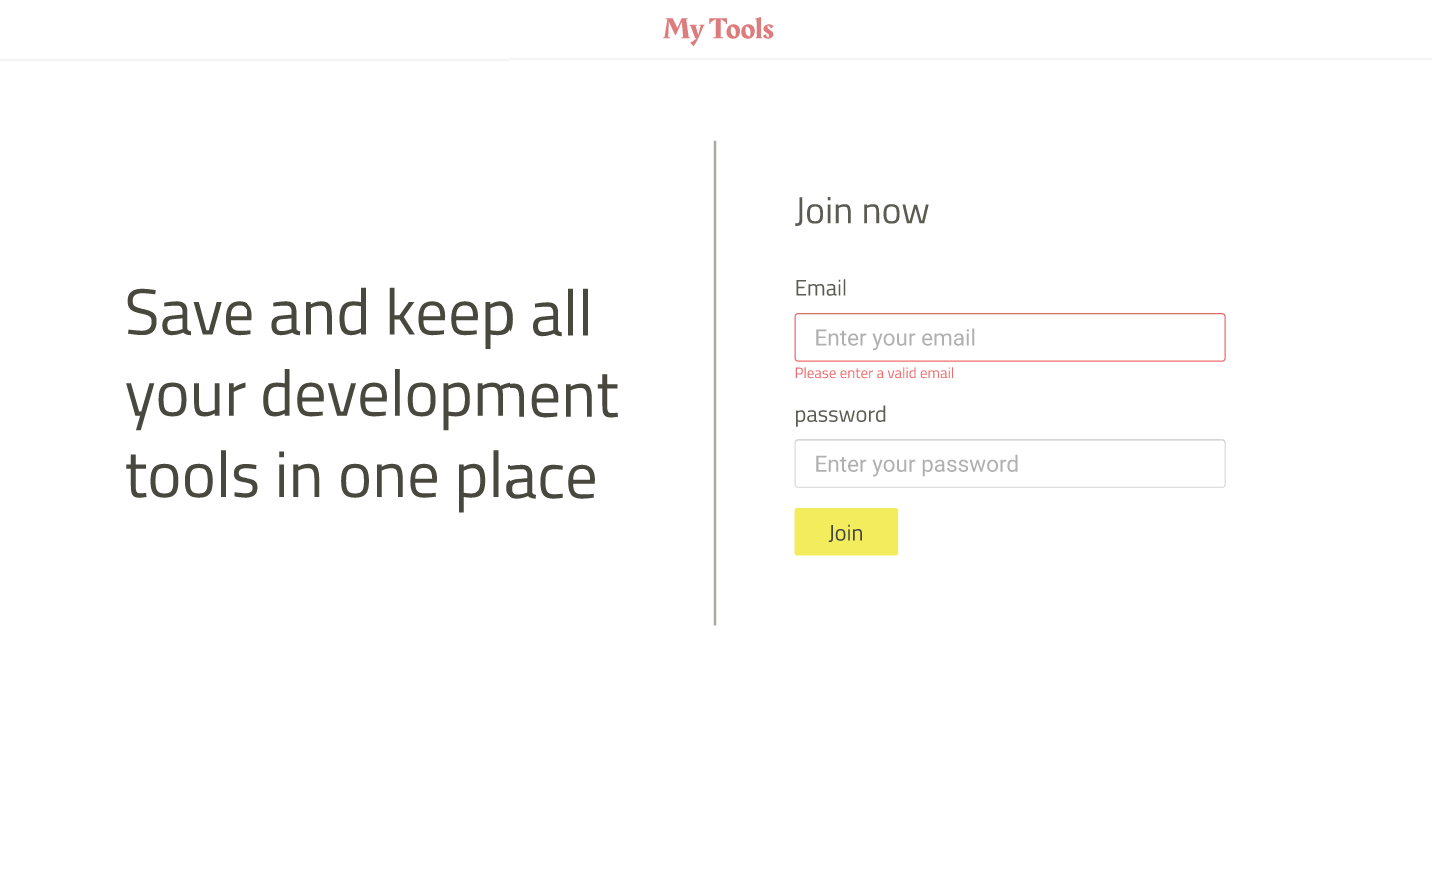 My Tools
Save and keep all
your development
tools in one place
Join now
Email
Enter your email
Please enter a valid email
password
Enter your password
Join